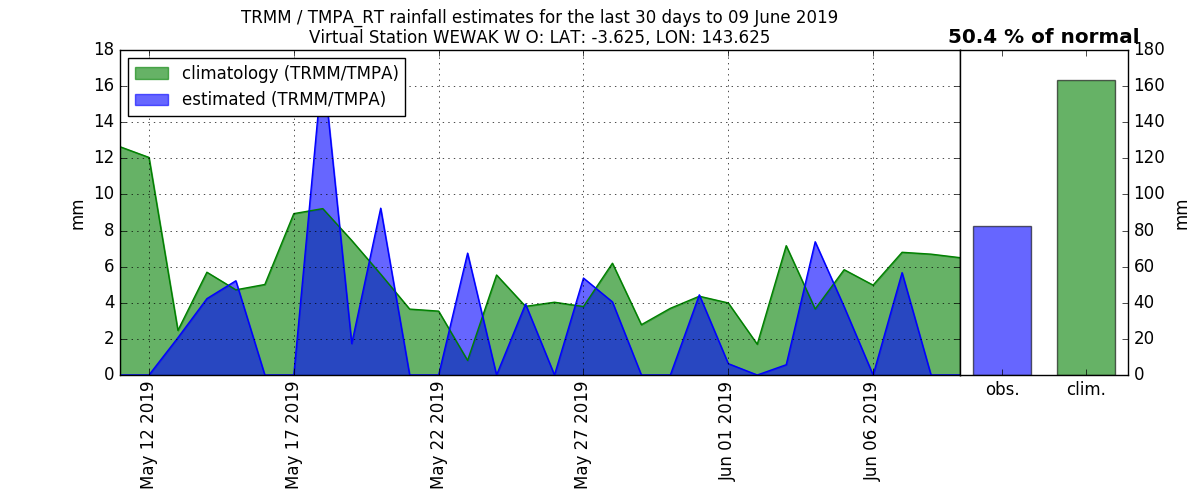 TRMM / TMPA_RT rainfall estimates for the last 30 days to 09 June 2019
Virtual Station WEWAK W O: LAT: -3.625, LON: 143.625
50.4 % of normal
climatology (TRMM/TMPA)
estimated (TRMM/TMPA)
18
16
14
12
10
8
6
4
2
0
mm
May 12 2019
May 17 2019
May 22 2019
May 27 2019
Jun 01 2019
Jun 06 2019
180
160
140
120
100
80
60
40
20
0
mm
obs.
clim.